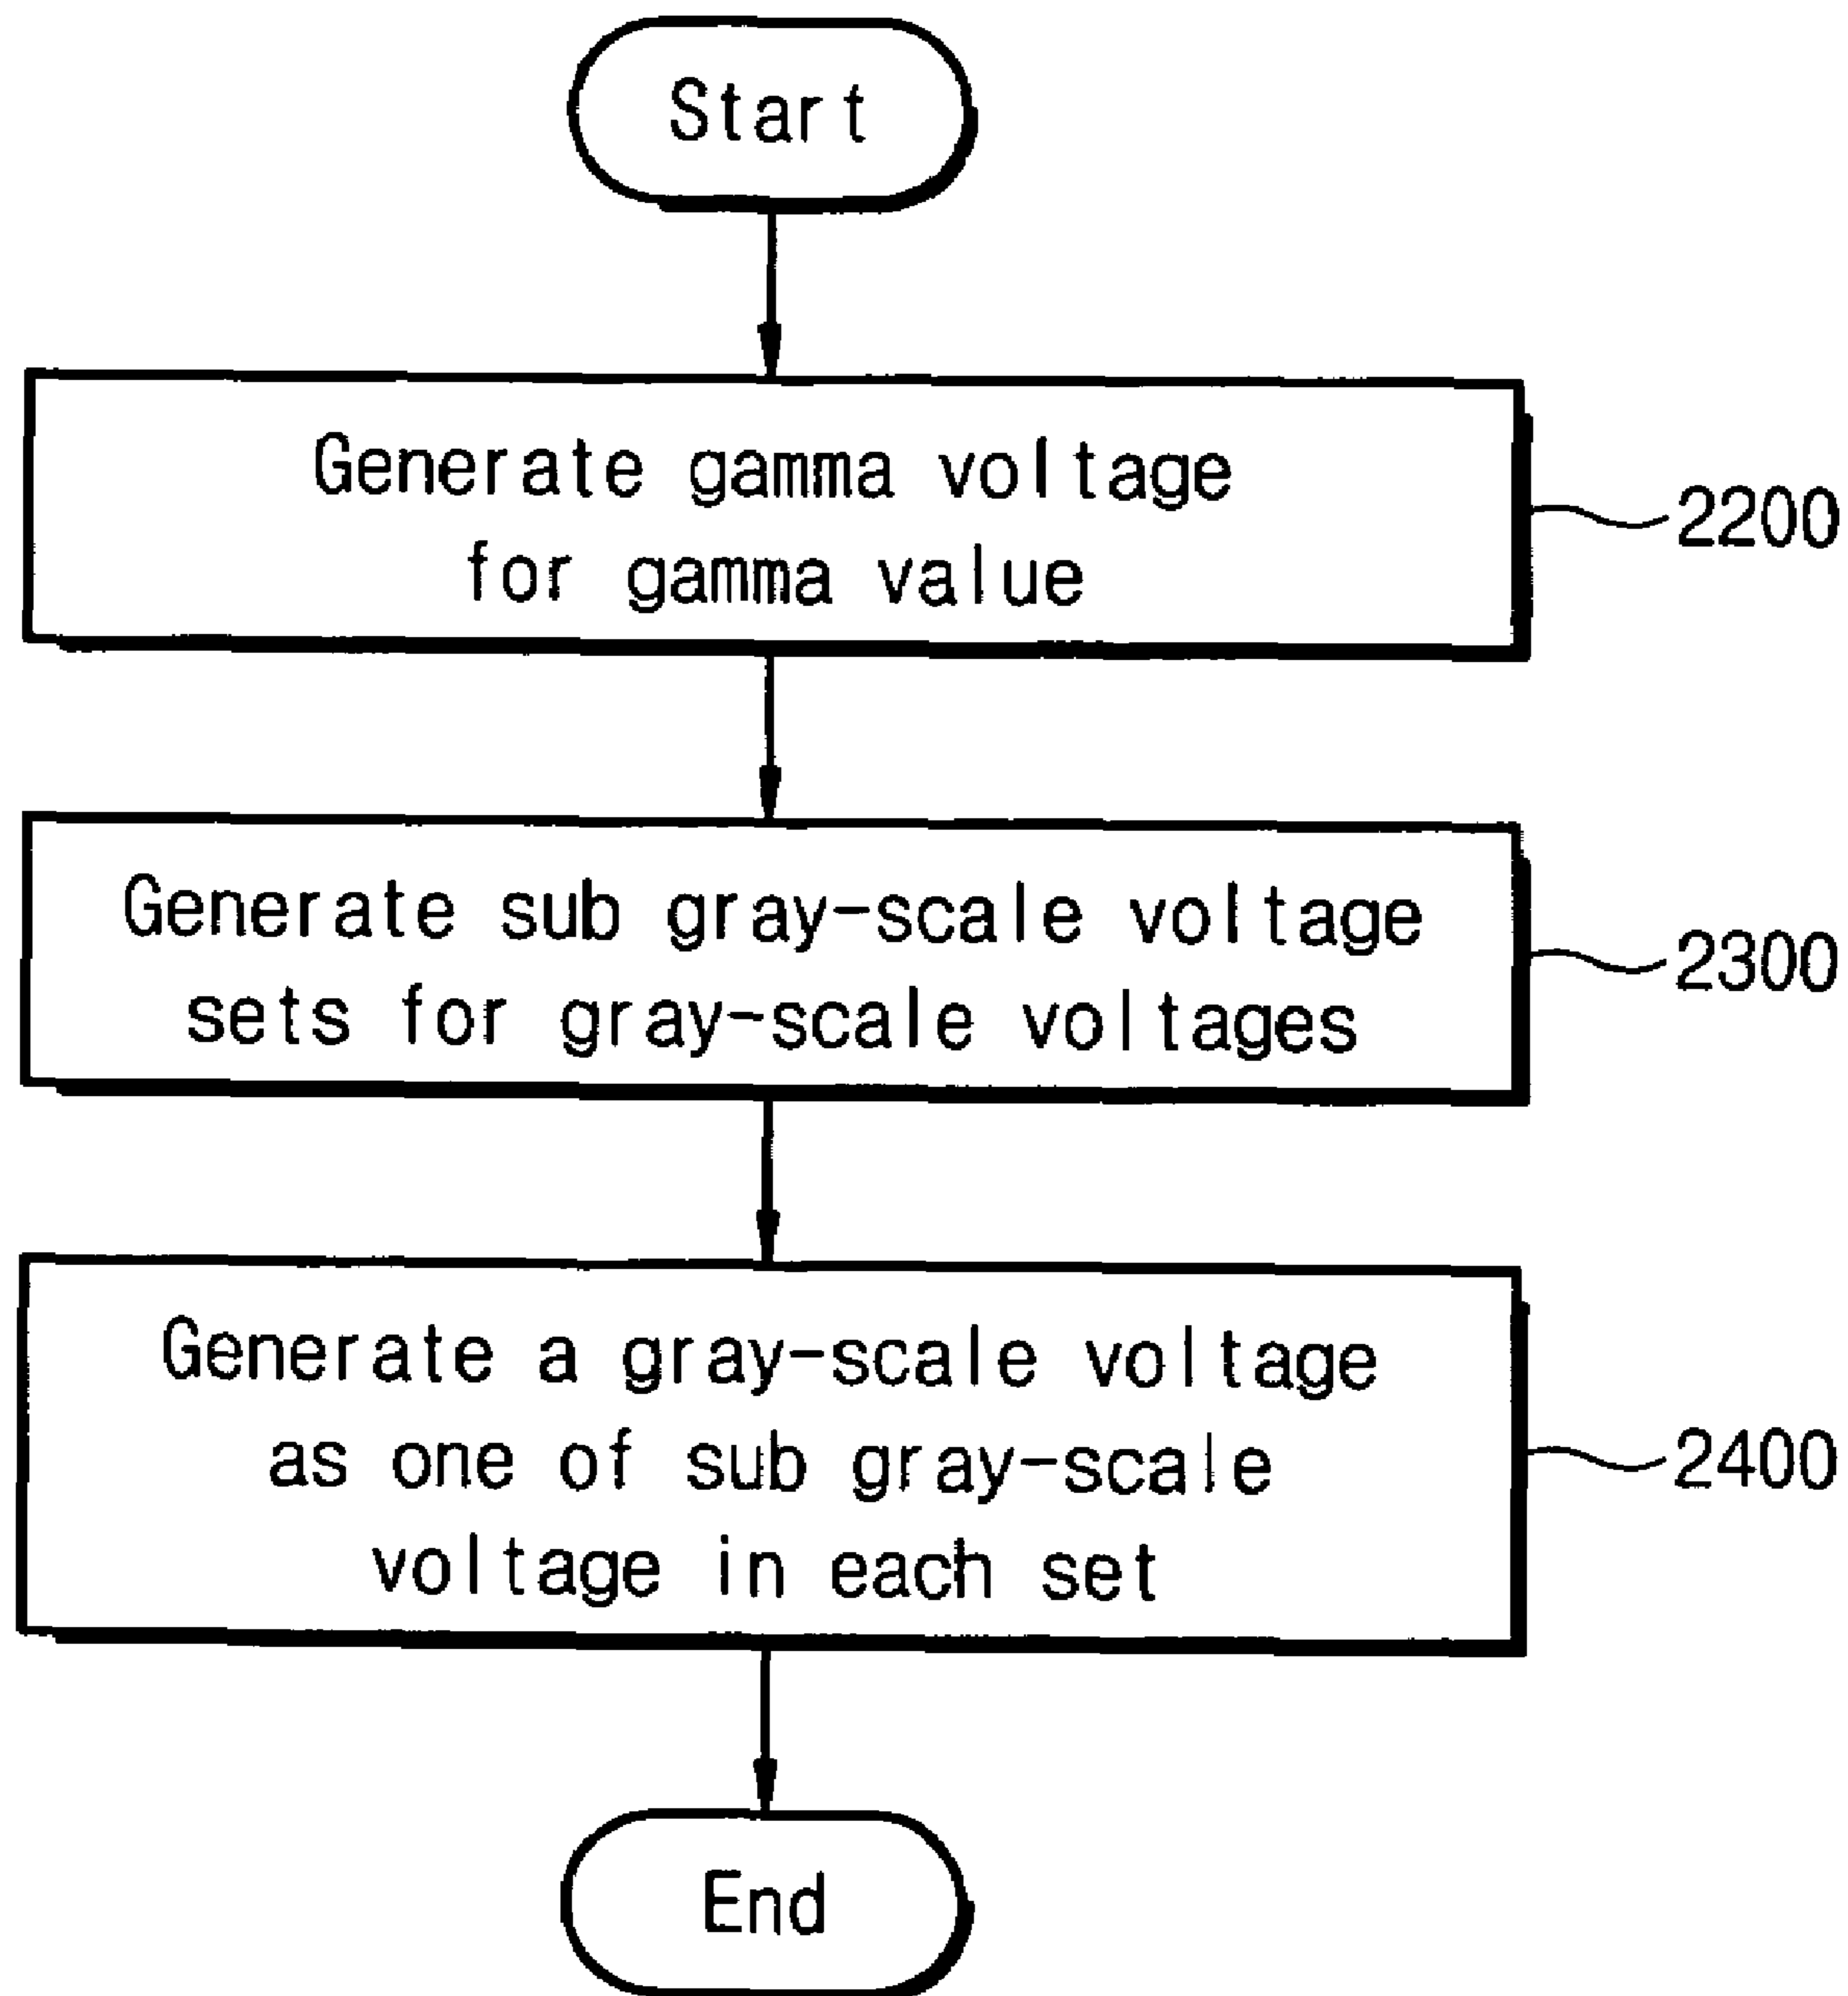 Start
Generate gamma voltage
for gamma value
2200
Generate sub gray-scale voltage
sets for gray-scale voltages
2300
Generate a gray-scale voltage
as one of sub gray-scale
voltage in each set
2400
End